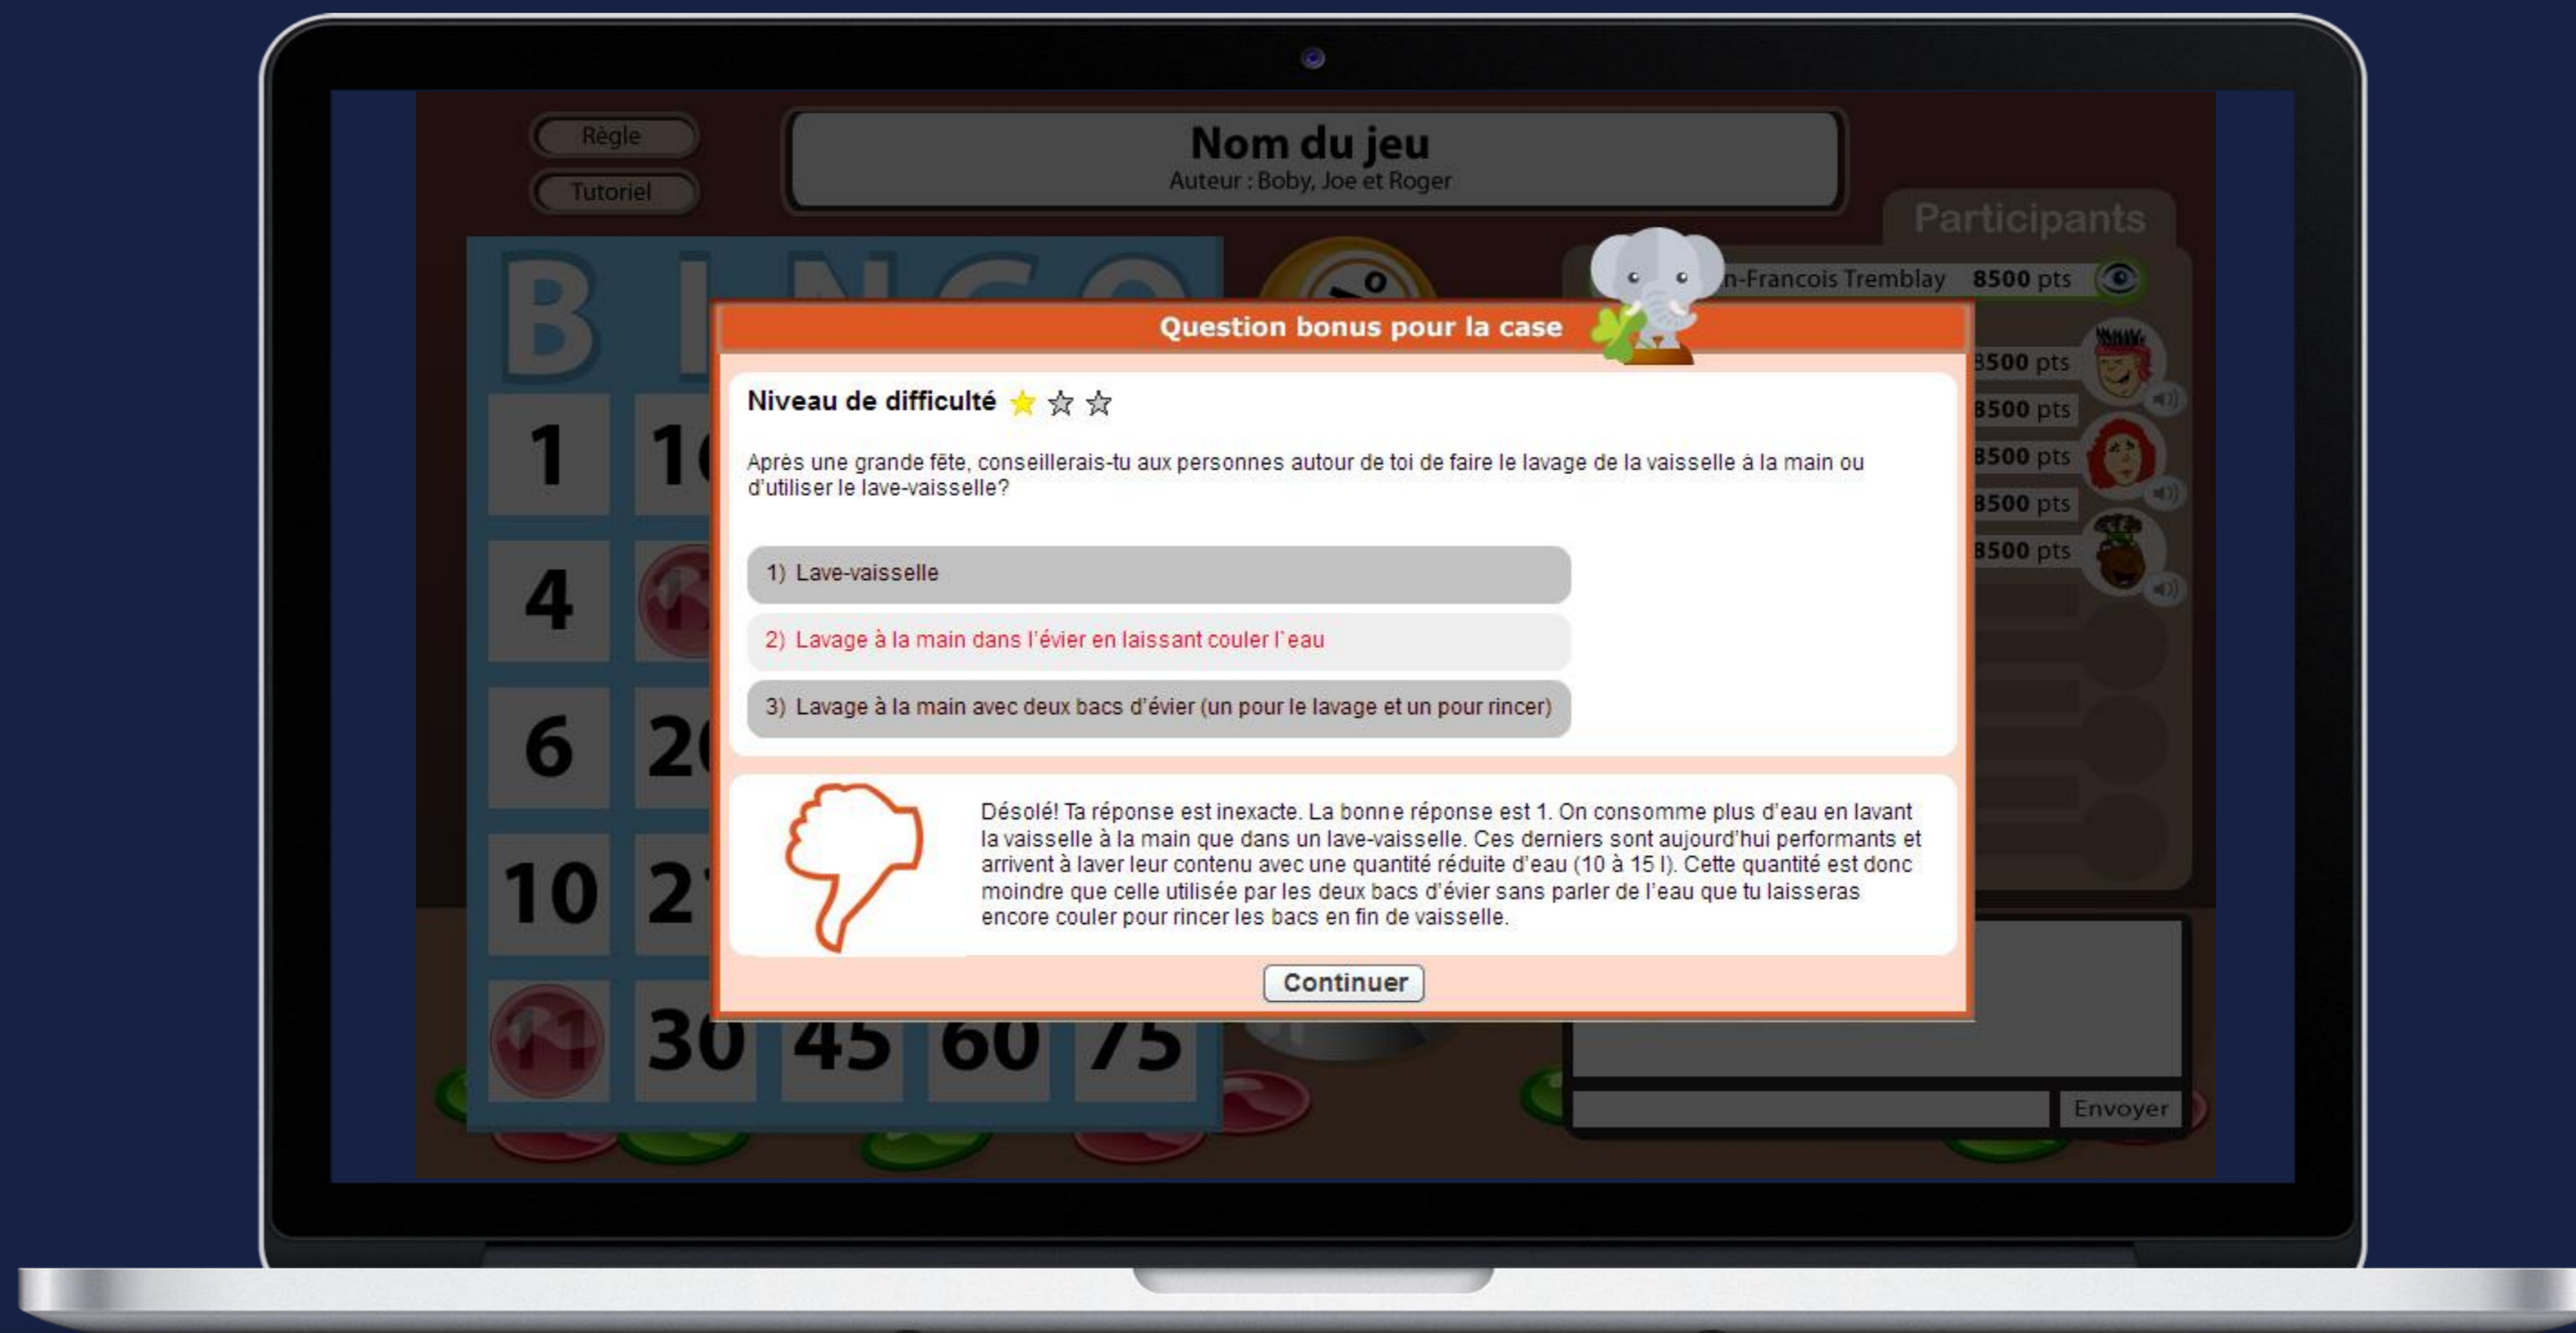 Règle
Tutoriel
Nom du jeu
Auteur : Boby, Joe et Roger
Participants
n-Francois Tremblay 8500 pts
8500 pts
8500 pts
8500 pts
8500 pts
8500 pts
B I N G O
1
4
6
10 2
11 30 45 60 75
Question bonus pour la case
Niveau de difficulté
Après une grande fête, conseillerais-tu aux personnes autour de toi de faire le lavage de la vaisselle à la main ou
d'utiliser le lave-vaisselle?
1) Lave-vaisselle
2) Lavage à la main dans l'évier en laissant couler l`eau
3) Lavage à la main avec deux bacs d'évier (un pour le lavage et un pour rincer)
Désolé! Ta réponse est inexacte. La bonne réponse est 1. On consomme plus d'eau en lavant
la vaisselle à la main que dans un lave-vaisselle. Ces derniers sont aujourd'hui performants et
arrivent à laver leur contenu avec une quantité réduite d'eau (10 à 15 l). Cette quantité est donc
moindre que celle utilisée par les deux bacs d'évier sans parler de l'eau que tu laisseras
encore couler pour rincer les bacs en fin de vaisselle.
Continuer
Envoyer